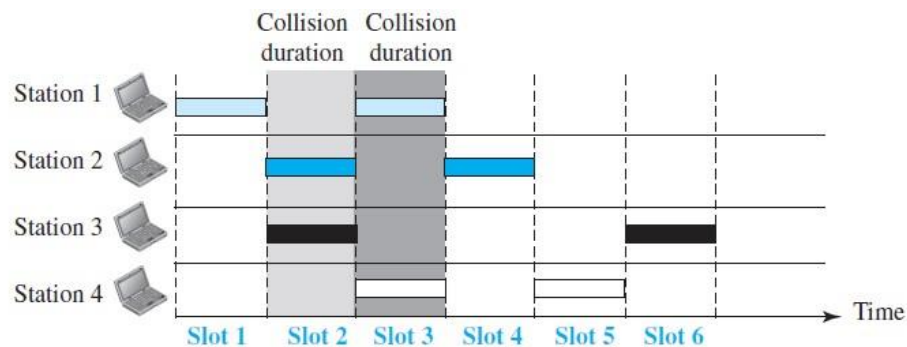 Collision Collision
duration duration
Station 1
Station 2
Station 3
Station 4
Time
Slot 1 Slot 2 Slot 3 Slot 4 Slot 5 Slot 6